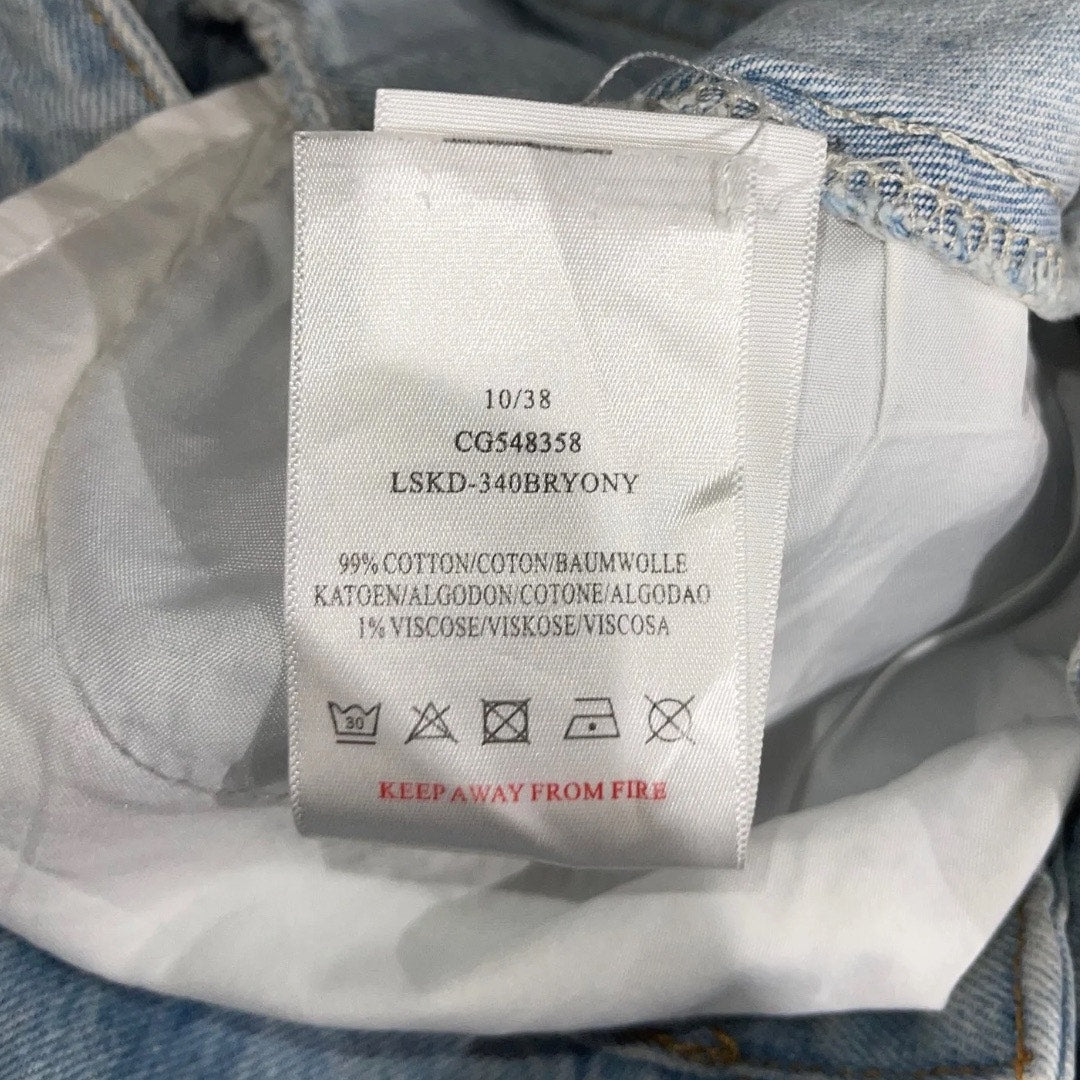 10/38
CG548358
LSKD-340BRYONY
99% COTTON/COTON/BAUMWOLLE
KATOEN/ALGODON/COTONE/ALGODAO
1% VISCOSE/VISKOSE/VISCOSA
30
KEEP AWAY FROM FIRE